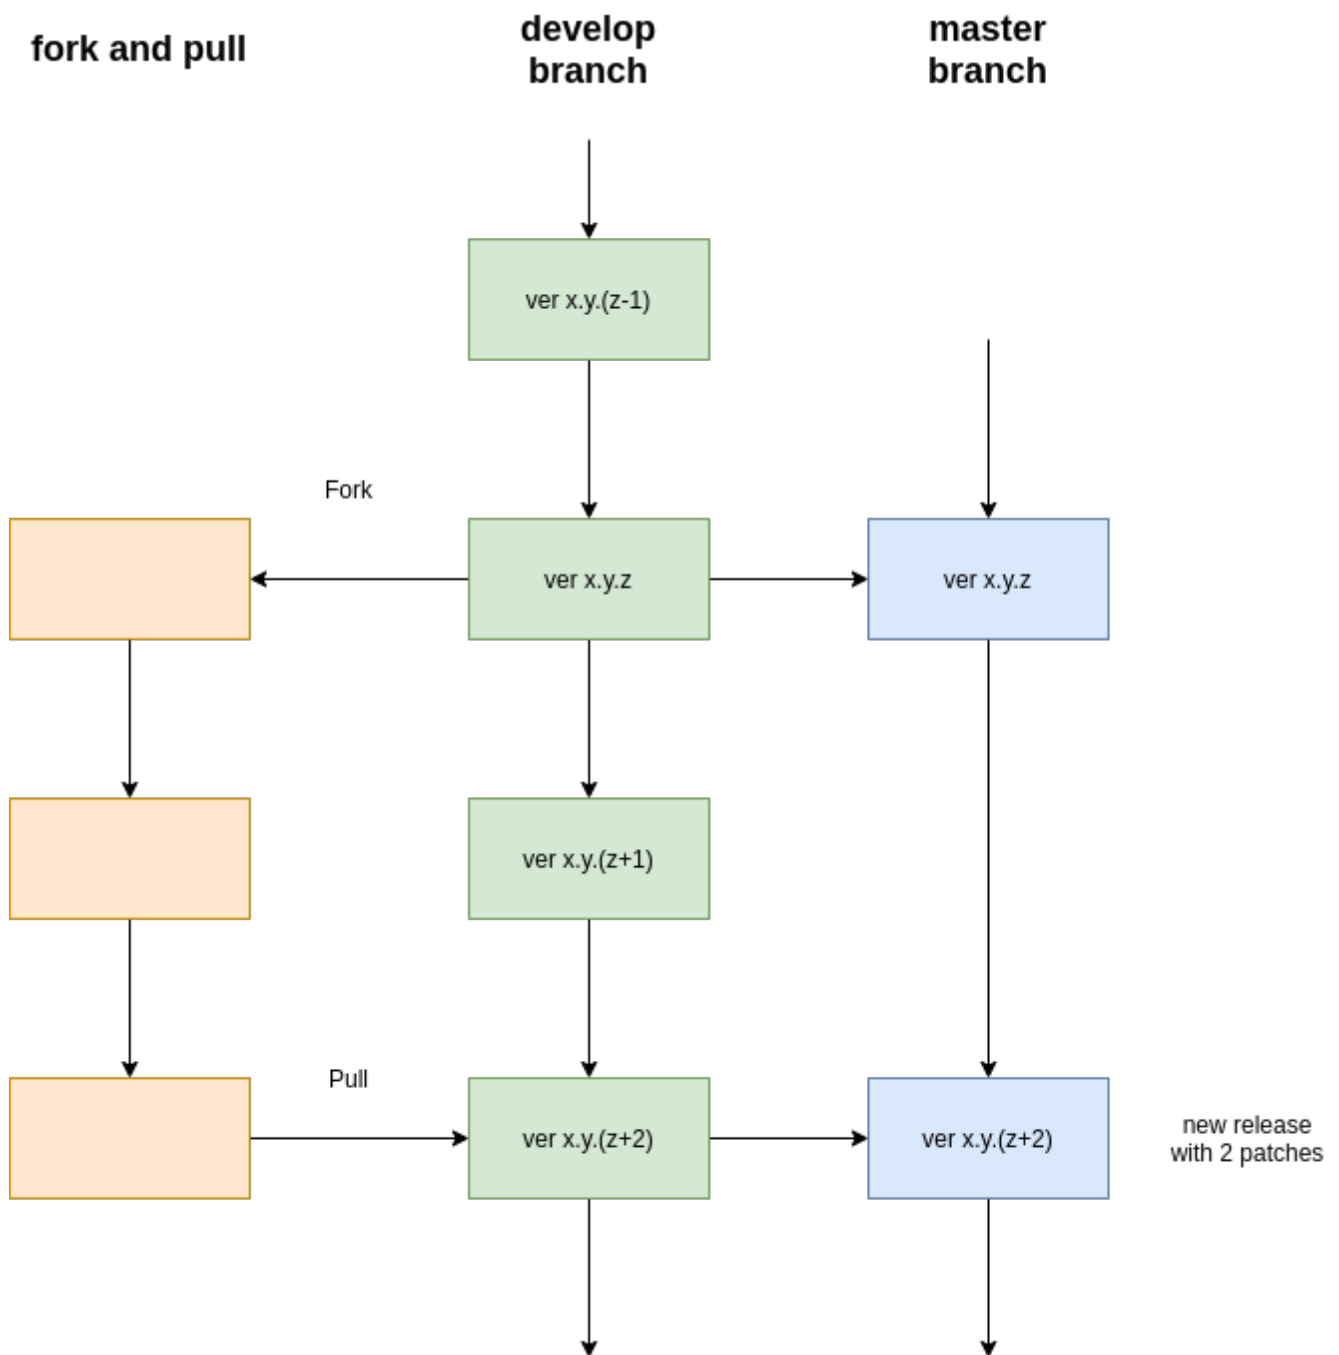 fork and pull
develop
branch
master
branch
ver x.y.(z-1)
Fork
ver x.y.z
ver x.y.z
ver x.y.(z+1)
Pull
ver x.y.(z+2)
ver x.y.(z+2)
new release
with 2 patches